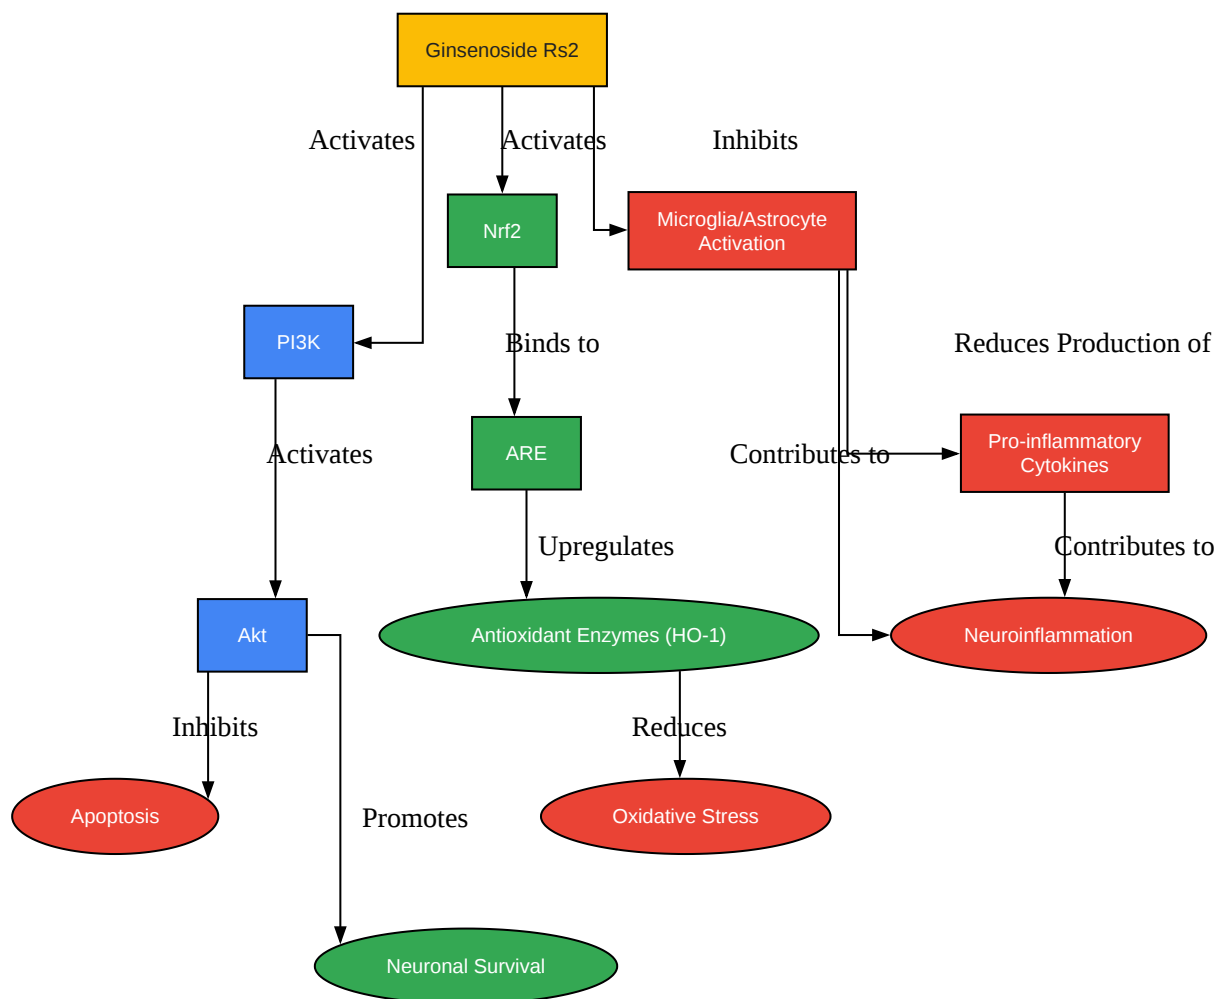 Ginsenoside Rs2
Activates
Activates
Inhibits
Microglia/Astrocyte
Activation
Nrf2
PI3K
Binds to
Reduces Production of
Activates
ARE
Contributes to
Pro-inflammatory
Cytokines
Upregulates
Contributes to
Akt
Antioxidant Enzymes (HO-1)
Neuroinflammation
Inhibits
Reduces
Apoptosis
Promotes
Oxidative Stress
Neuronal Survival